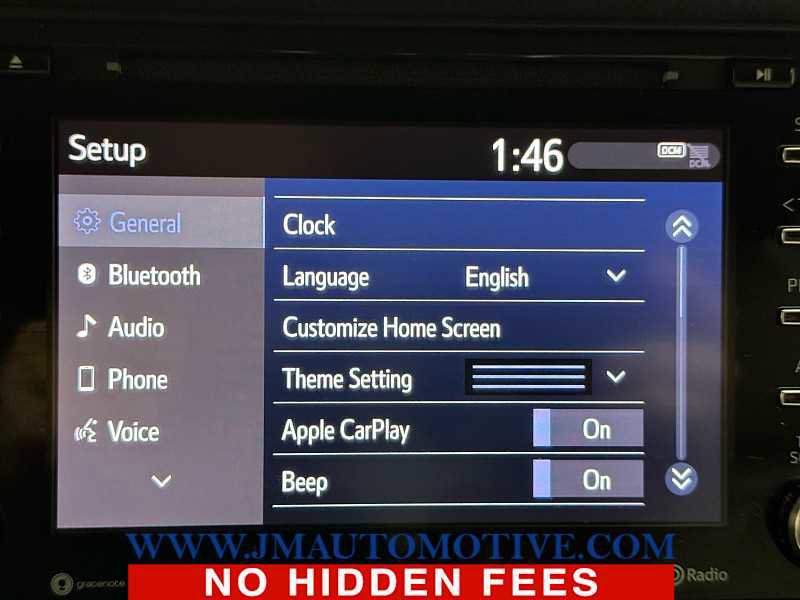 Setup
1:46
DCM
DCM
General
Bluetooth
Audio
Phone
Voice
Clock
Language English
Customize Home Screen
Theme Setting
Apple CarPlay On
Beep On
WWW.JMAUTOMOTIVE.COM
gracenote
NO HIDDEN FEES
Radio